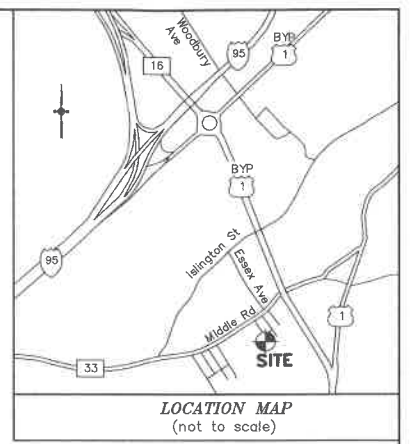 Woodbury
Ave
95
BYP
1
16
BYP
1
Islington St
Essex Ave
95
Middle Rd
1
SITE
33
LOCATION MAP
(not to scale)